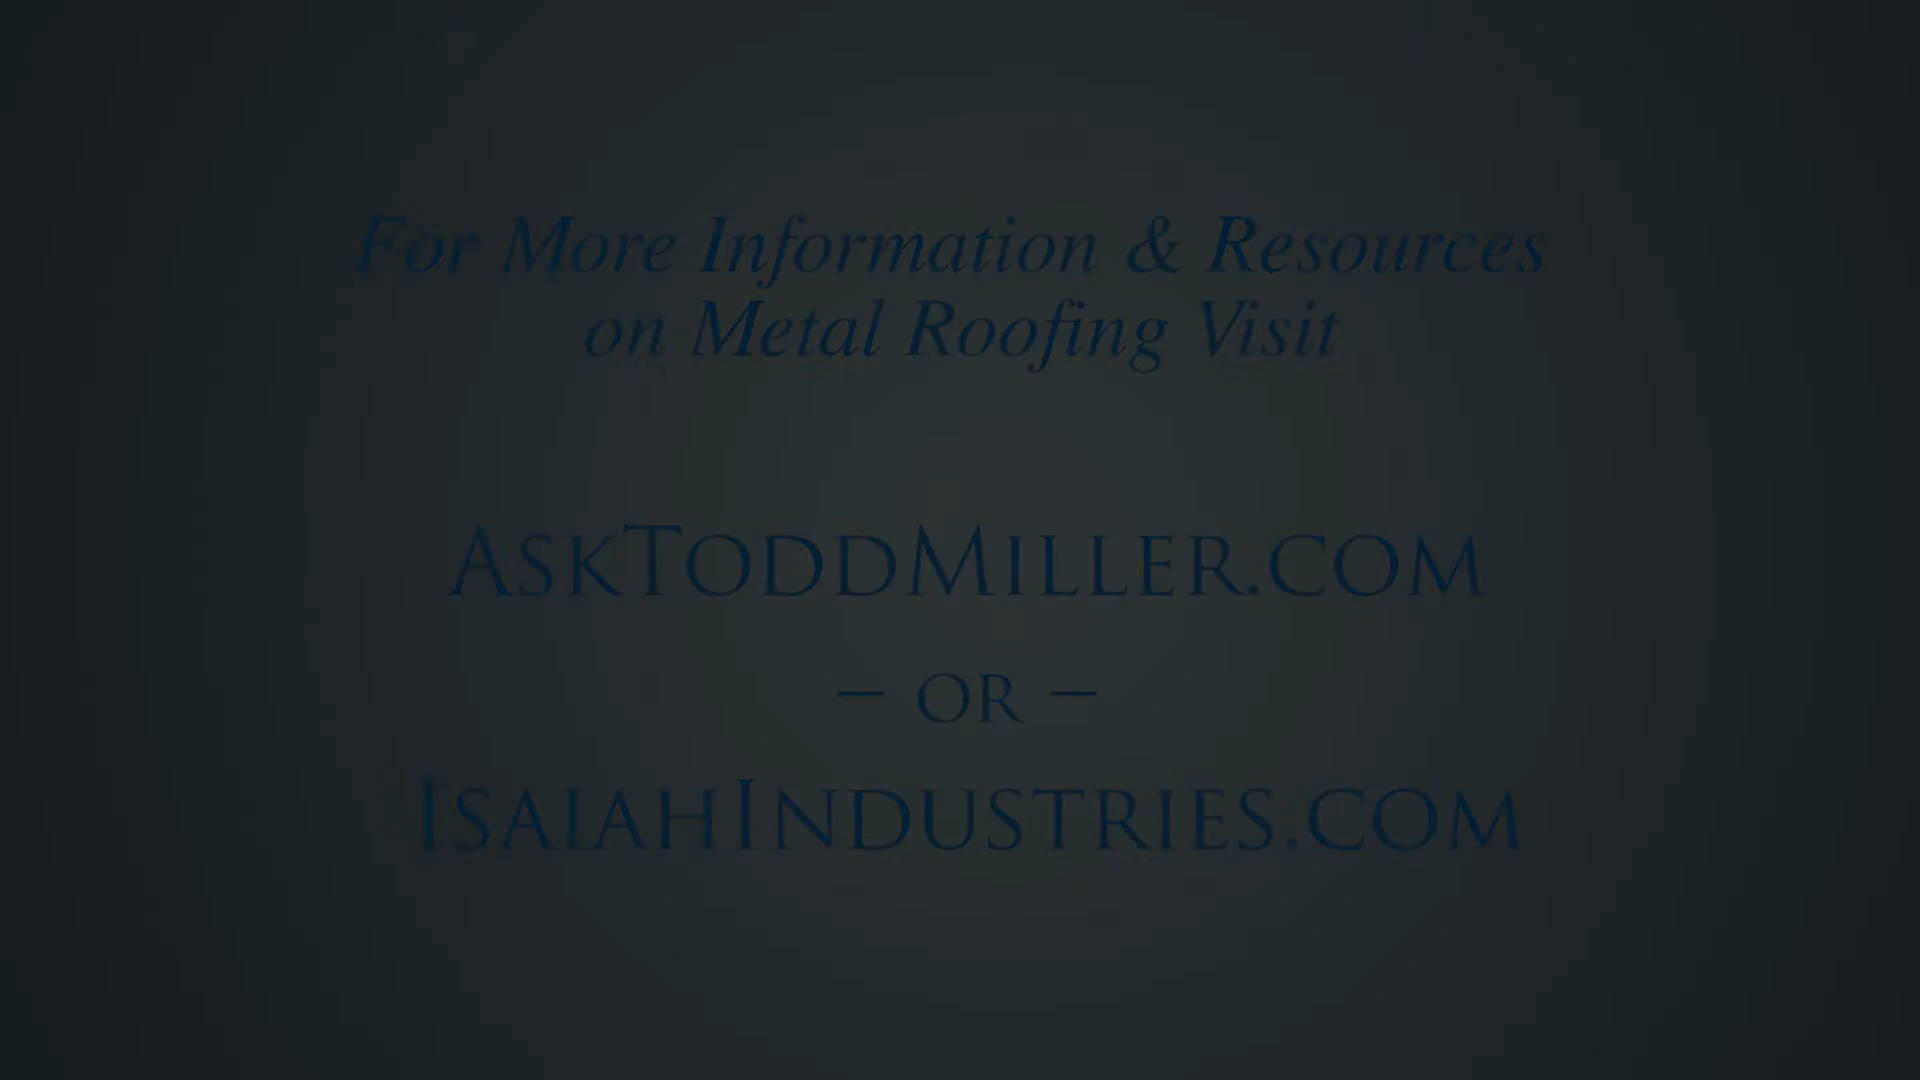 For More Information & Resources
on Metal Roofing Visit
AskToddMiller.com
– or –
IsaiahIndustries.com